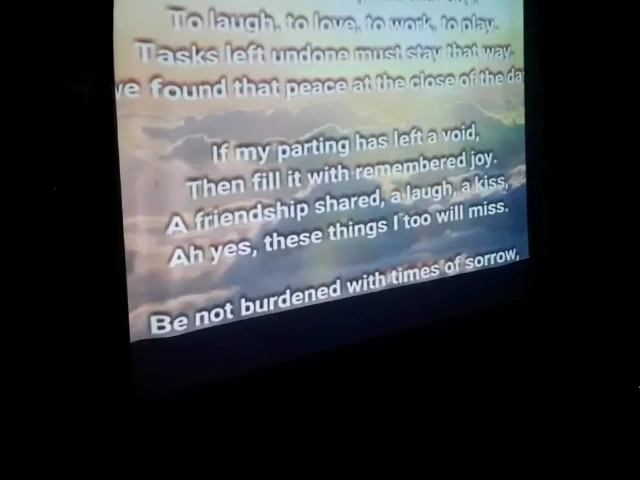 To laugh, to love, to work, to play.
Tasks left undone must stay that way.
ve found that peace at the close of the da
If my parting has left a void,
Then fill it with remembered joy.
A friendship shared, a laugh, a kiss,
Ah yes, these things I too will miss.
Be not burdened with times of sorrow,